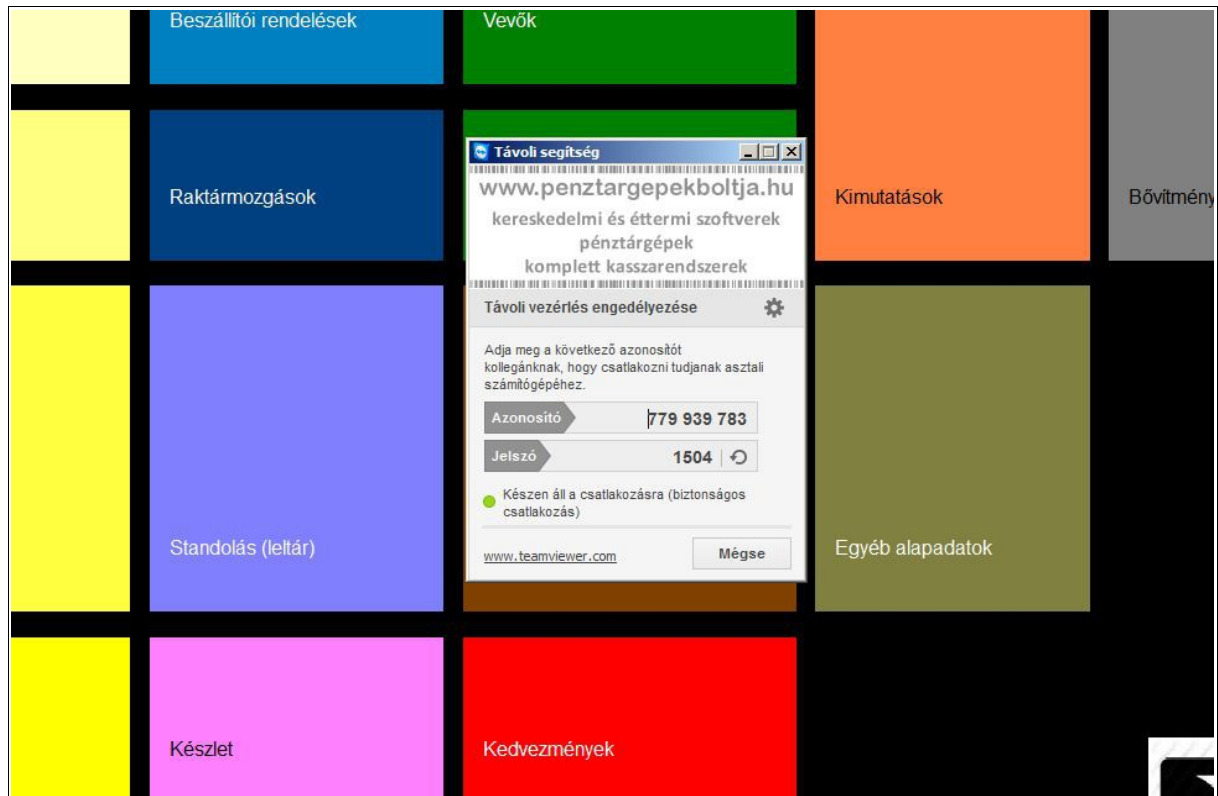 Beszállítói rendelések
Vevők
Raktármozgások
Távoli segítség
www.penztargepekboltja.hu
kereskedelmi és éttermi szoftverek
pénztárgépek
komplett kasszarendszerek
Kimutatások
Bővítmény
Távoli vezérlés engedélyezése
Adja meg a következő azonosítót
kollegánknak, hogy csatlakozni tudjanak asztali
számítógépéhez.
Azonosító 779 939 783
Jelszó 1504
Készen áll a csatlakozásra (biztonságos
csatlakozás)
www.teamviewer.com
Mégse
Standolás (leltár)
Egyéb alapadatok
Készlet
Kedvezmények